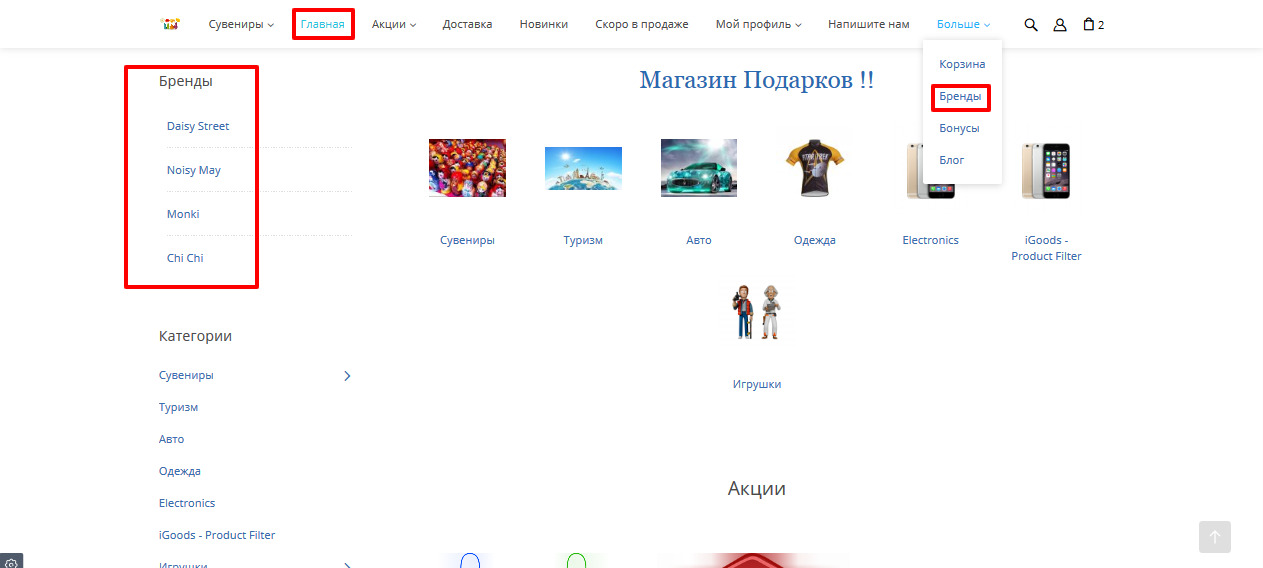 Сувениры
Главная
Акции
Доставка
Новинки
Скоро в продаже
Мой профиль
Напишите нам
Больше
2
Корзина
Бренды
Бонусы
Блог
Бренды
Daisy Street
Noisy May
Monki
Chi Chi
Категории
Сувениры
Туризм
Авто
Одежда
Electronics
iGoods - Product Filter
Игрушки
Магазин Подарков !!
Сувениры
Туризм
Авто
Одежда
Electronics
iGoods -
Product Filter
Игрушки
Акции